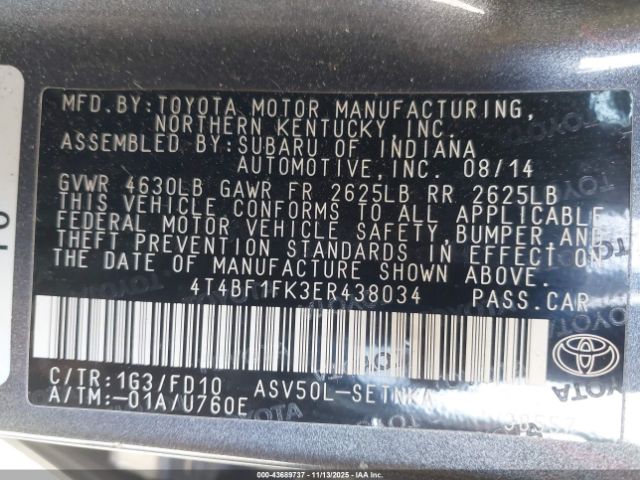 MFD. BY: TOYOTA MOTOR MANUFACTURING,
NORTHERN KENTUCKY, INC.
ASSEMBLED BY: SUBARU OF INDIANA
AUTOMOTIVE, INC. 08/14
GVWR 4630LB GAWR FR 2625LB RR 2625LB
THIS VEHICLE CONFORMS TO ALL APPLICABLE
FEDERAL MOTOR VEHICLE SAFETY, BUMPER, AND
THEFT PREVENTION STANDARDS IN EFFECT ON
THE DATE OF MANUFACTURE SHOWN ABOVE.
4T4BF1FK3ER438034 PASS. CAR
TOYOTA
C/TR: 1G3/FD10 ASV50L-SETNKA
A/TM: -01A/U760E
000-43689737 - 11/13/2025 - IAAI/COPART